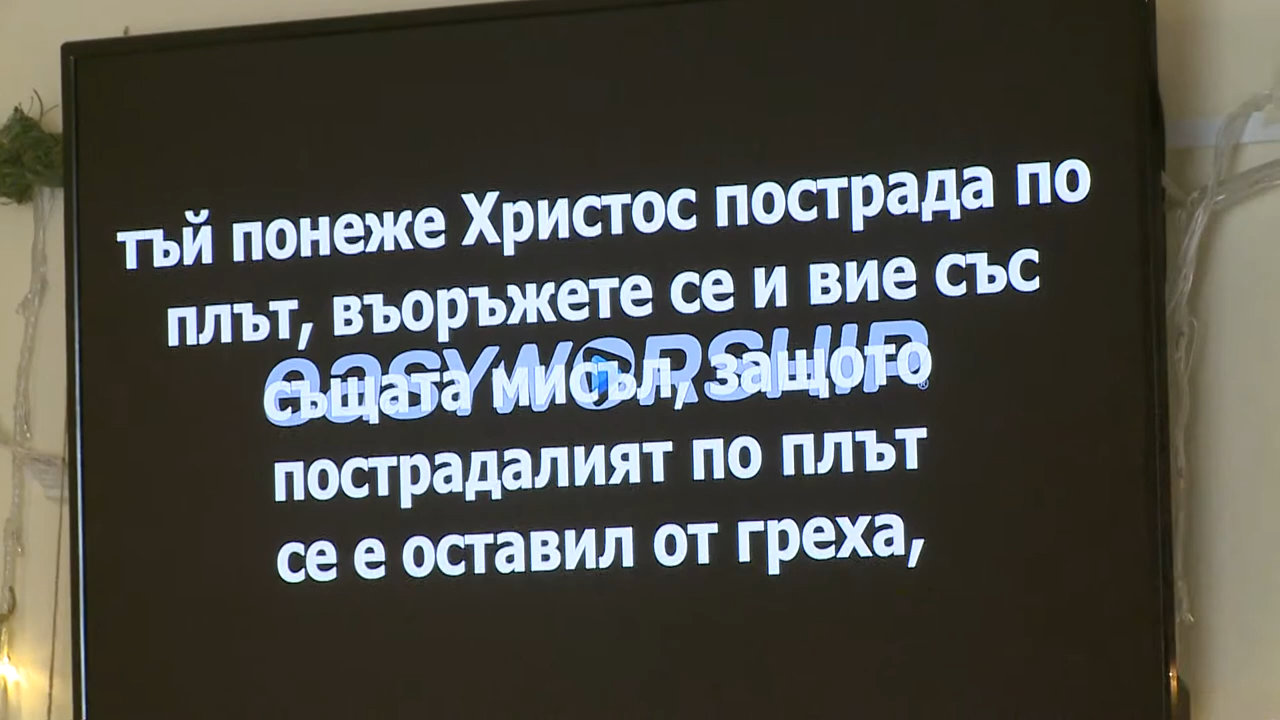 тъй понеже Христос пострада по
плът, въоръжете се и вие със
същата мисъл, защото
easyworship®
пострадалият по плът
се е оставил от греха,